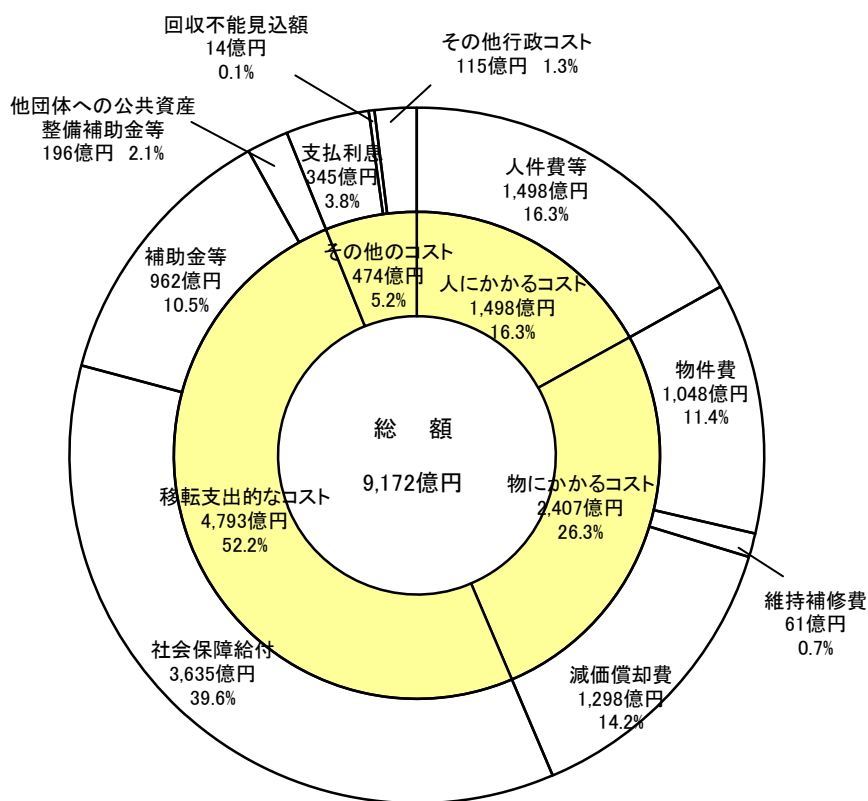 回収不能見込額
14億円
0.1%
その他行政コスト
115億円 1.3%
他団体への公共資産
整備補助金等
196億円 2.1%
支払利息
345億円
3.8%
人件費等
1,498億円
16.3%
補助金等
962億円
10.5%
その他のコスト
474億円
5.2%
人にかかるコスト
1,498億円
16.3%
物件費
1,048億円
11.4%
総 額
9,172億円
移転支出的なコスト
4,793億円
52.2%
物にかかるコスト
2,407億円
26.3%
維持補修費
61億円
0.7%
社会保障給付
3,635億円
39.6%
減価償却費
1,298億円
14.2%